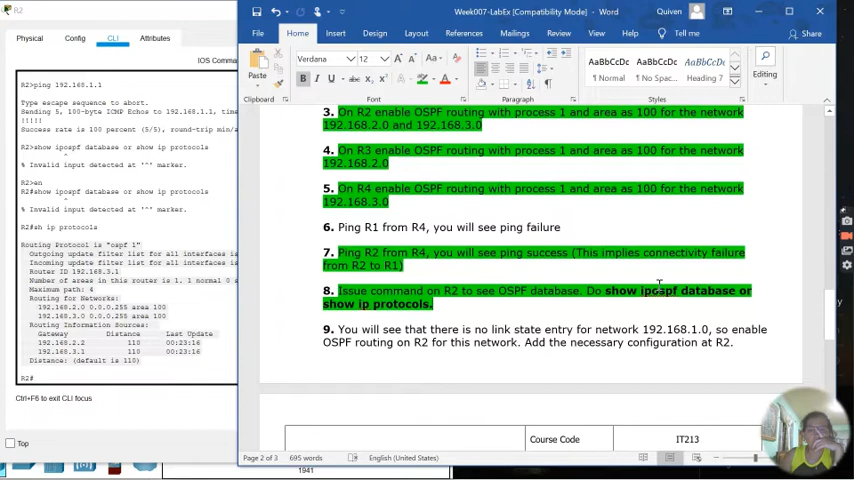 R2
Physical Config CLI Attributes
IOS Comma
R2>ping 192.168.1.1
Type escape sequence to abort.
Sending 5, 100-byte ICMP Echos to 192.168.1.1, time
!!!!!
Success rate is 100 percent (5/5), round-trip min/a
R2>show ipospf database or show ip protocols
^
% Invalid input detected at '^' marker.
R2>en
R2#show ipospf database or show ip protocols
^
% Invalid input detected at '^' marker.
R2#sh ip protocols
Routing Protocol is "ospf 1"
Outgoing update filter list for all interfaces is
Incoming update filter list for all interfaces is
Router ID 192.168.3.1
Number of areas in this router is 1. 1 normal 0 s
Maximum path: 4
Routing for Networks:
192.168.2.0 0.0.0.255 area 100
192.168.3.0 0.0.0.255 area 100
Routing Information Sources:
Gateway Distance Last Update
192.168.2.2 110 00:23:16
192.168.3.1 110 00:23:16
Distance: (default is 110)
R2#
Ctrl+F6 to exit CLI focus
Top
1941
Week007-LabEx [Compatibility Mode] - Word
Quiven
File Home Insert Design Layout References Mailings Review View Help Tell me Share
Paste
Clipboard
Verdana 12
Font
Paragraph
AaBbCcDc AaBbCcDc AaBbCcD
¶ Normal ¶ No Spac... Heading 7
Styles
Editing
3. On R2 enable OSPF routing with process 1 and area as 100 for the network
192.168.2.0 and 192.168.3.0
4. On R3 enable OSPF routing with process 1 and area as 100 for the network
192.168.2.0
5. On R4 enable OSPF routing with process 1 and area as 100 for the network
192.168.3.0
6. Ping R1 from R4, you will see ping failure
7. Ping R2 from R4, you will see ping success (This implies connectivity failure
from R2 to R1)
8. Issue command on R2 to see OSPF database. Do show ipospf database or
show ip protocols.
9. You will see that there is no link state entry for network 192.168.1.0, so enable
OSPF routing on R2 for this network. Add the necessary configuration at R2.
Course Code IT213
Page 2 of 3 695 words English (United States)